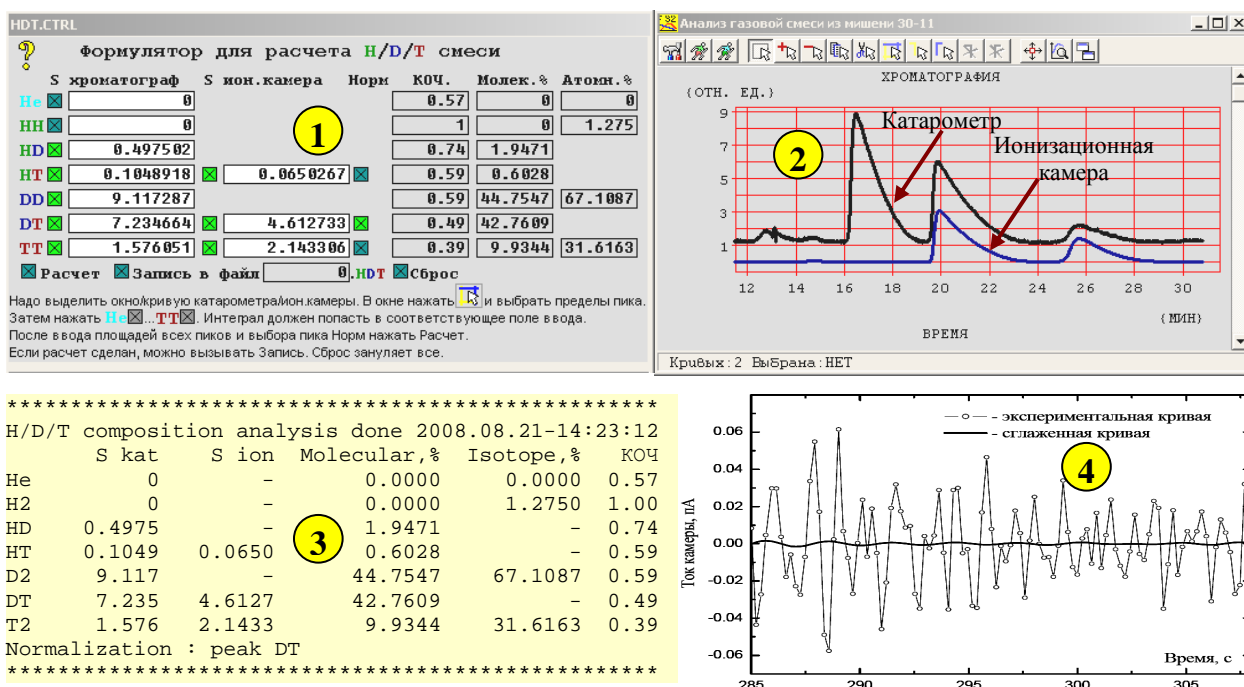 HDT.CTRL
Формулятор для расчета H/D/T смеси
S хроматограф S ион.камера Норм КОЧ. Молек.% Атомн.%
He 0 0.57 0 0
HH 0 1 0 1.275
HD 0.497502 0.74 1.9471
HT 0.1048918 0.0650267 0.59 0.6028
DD 9.117287 0.59 44.7547 67.1087
DT 7.234664 4.612733 0.49 42.7609
TT 1.576051 2.143306 0.39 9.9344 31.6163
Расчет Запись в файл 0 .HDT Сброс
Надо выделить окно/кривую катарометра/ион.камеры. В окне нажать и выбрать пределы пика.
Затем нажать He...TT. Интеграл должен попасть в соответствующее поле ввода.
После ввода площадей всех пиков и выбора пика Норм нажать Расчет.
Если расчет сделан, можно вызывать Запись. Сброс зануляет все.
1
Анализ газовой смеси из мишени 30-11
ХРОМАТОГРАФИЯ
(ОТН. ЕД.)
9
7
5
3
1
2
Катарометр
Ионизационная
камера
12 14 16 18 20 22 24 26 28 30
(МИН)
ВРЕМЯ
Кривых:2 Выбрана:НЕТ
****************************************************
H/D/T composition analysis done 2008.08.21-14:23:12
S kat S ion Molecular,% Isotope,% КОЧ
He 0 - 0.0000 0.0000 0.57
H2 0 - 0.0000 1.2750 1.00
HD 0.4975 - 1.9471 - 0.74
HT 0.1049 0.0650 0.6028 - 0.59
D2 9.117 - 44.7547 67.1087 0.59
DT 7.235 4.6127 42.7609 - 0.49
T2 1.576 2.1433 9.9344 31.6163 0.39
Normalization : peak DT
****************************************************
3
- экспериментальная кривая
- сглаженная кривая
4
Ток камеры, пА
0.06
0.04
0.02
0.00
-0.02
-0.04
-0.06
Время, с
285 290 295 300 305